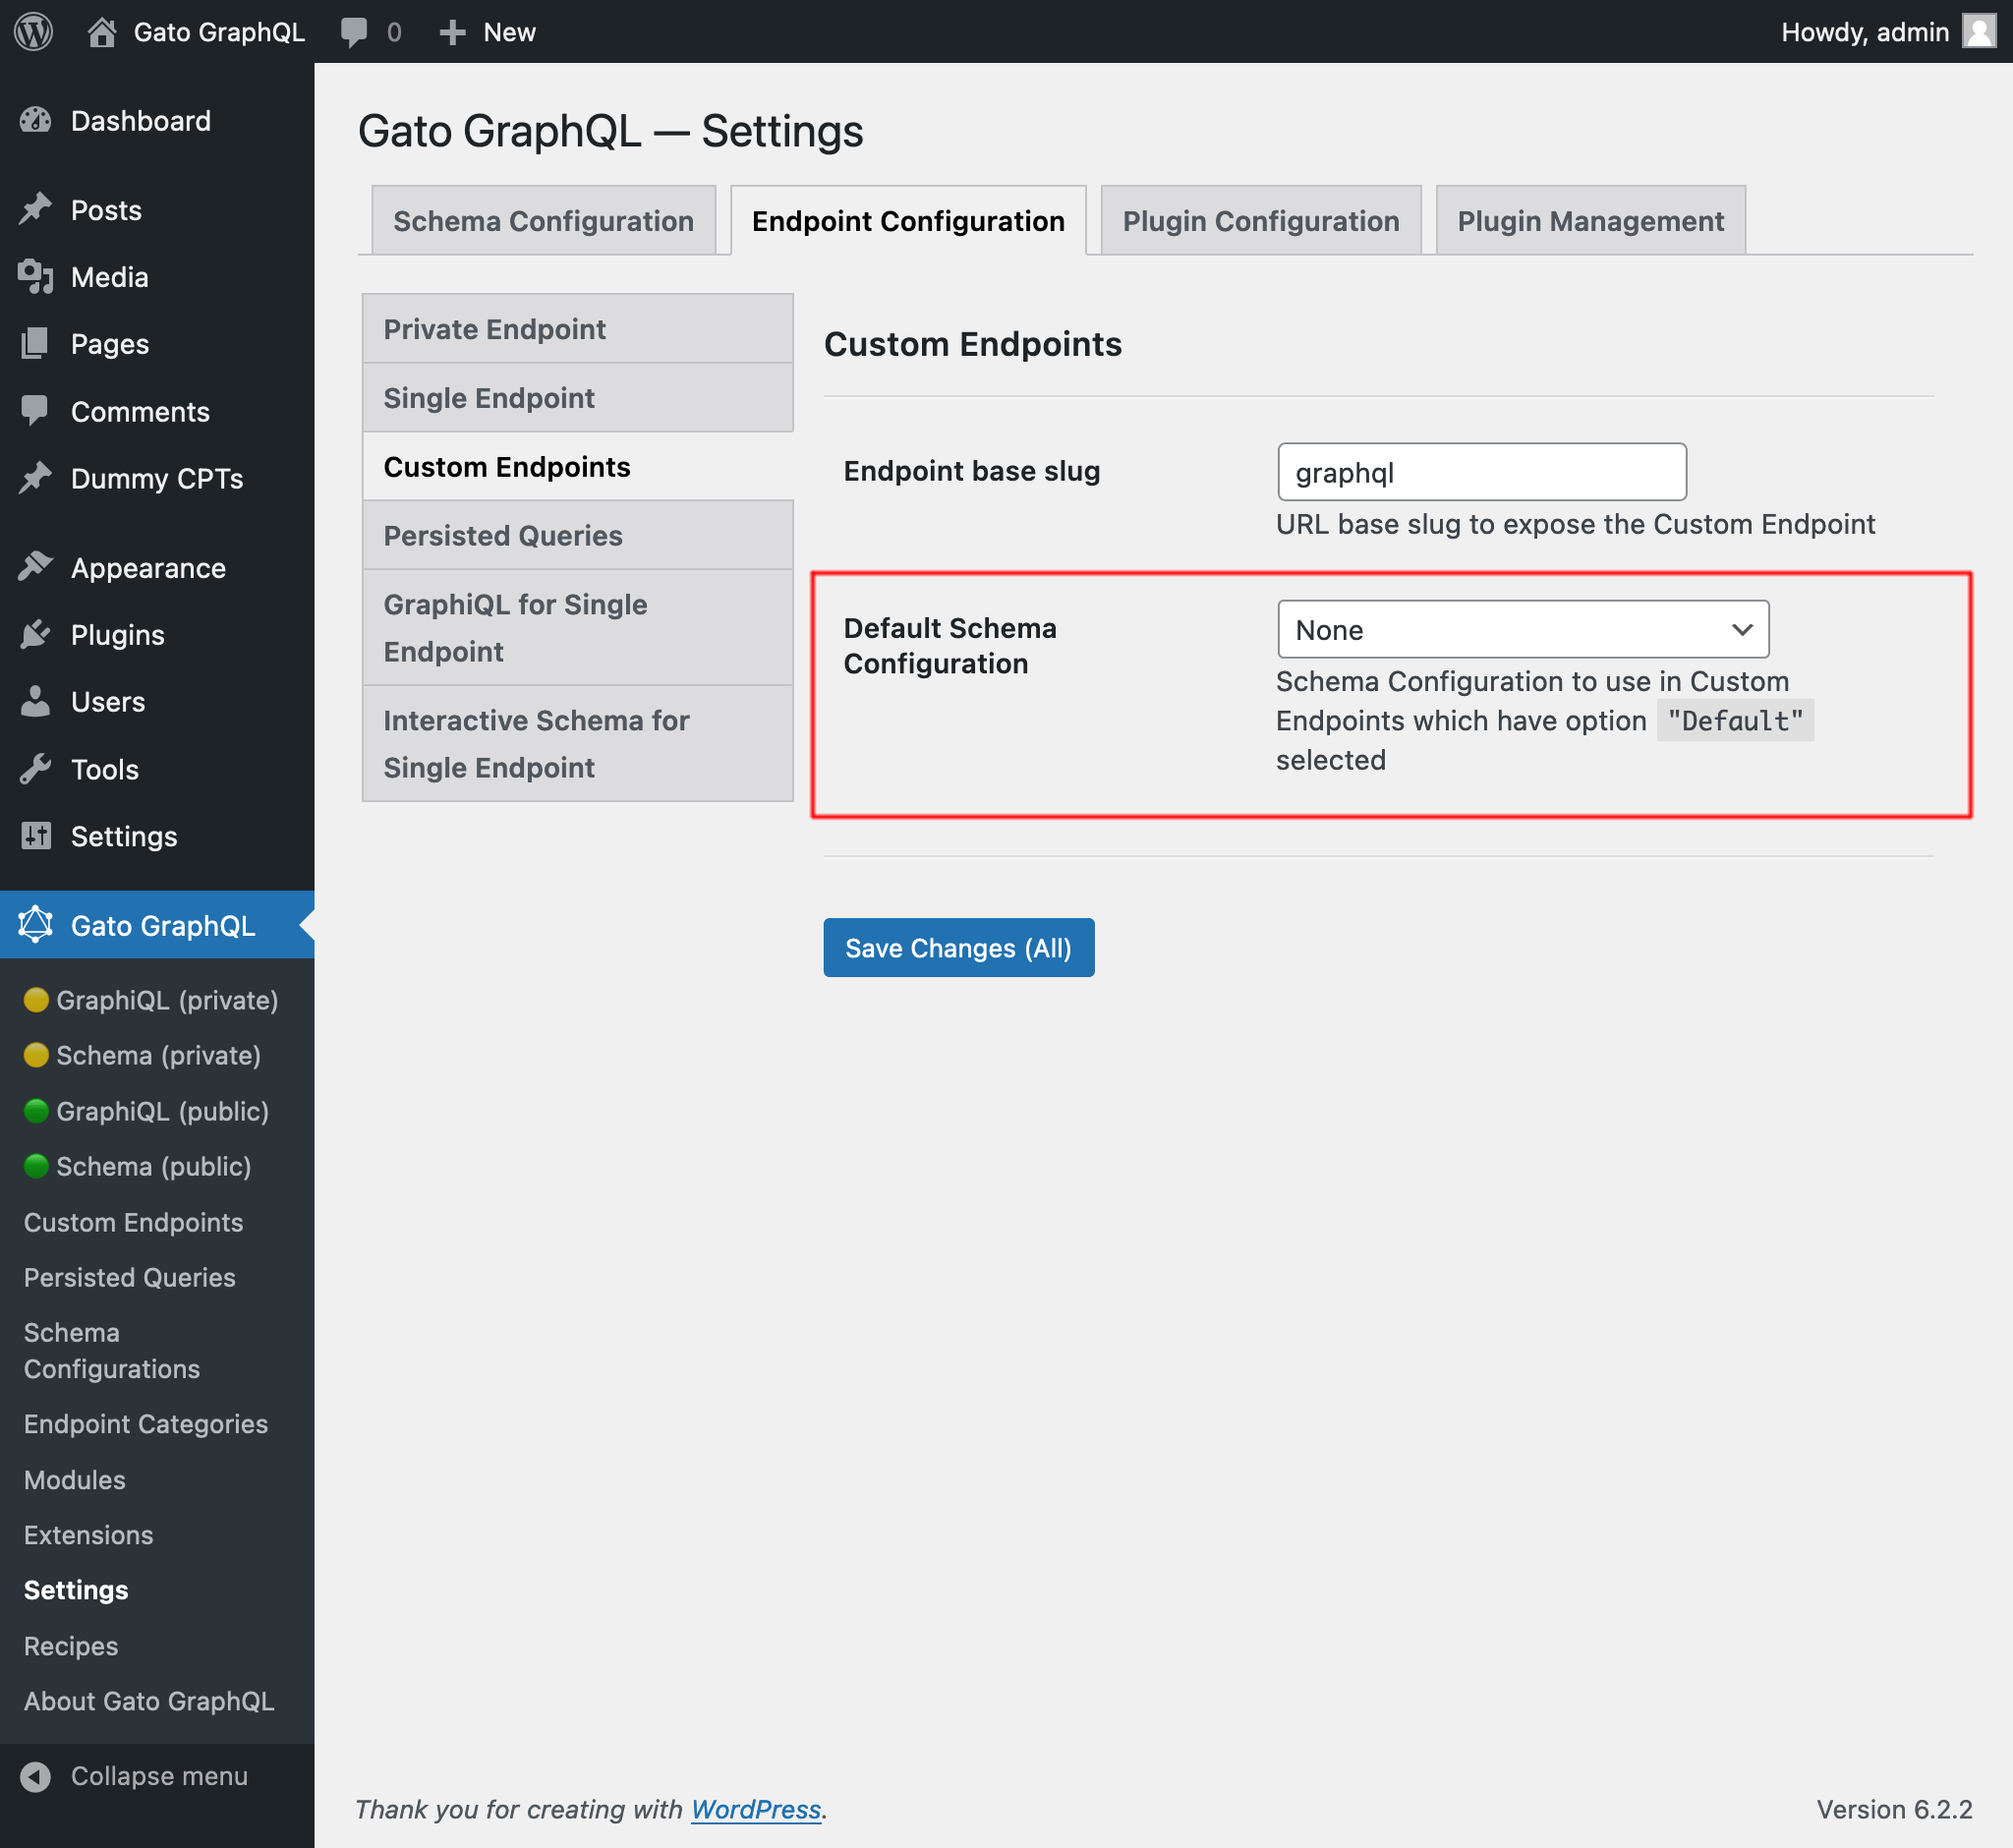 Gato GraphQL
0
New
Howdy, admin
Dashboard
Posts
Media
Pages
Comments
Dummy CPTs
Appearance
Plugins
Users
Tools
Settings
Gato GraphQL
GraphiQL (private)
Schema (private)
GraphiQL (public)
Schema (public)
Custom Endpoints
Persisted Queries
Schema
Configurations
Endpoint Categories
Modules
Extensions
Settings
Recipes
About Gato GraphQL
Collapse menu
Gato GraphQL — Settings
Schema Configuration
Endpoint Configuration
Plugin Configuration
Plugin Management
Private Endpoint
Single Endpoint
Custom Endpoints
Persisted Queries
GraphiQL for Single
Endpoint
Interactive Schema for
Single Endpoint
Custom Endpoints
Endpoint base slug
graphql
URL base slug to expose the Custom Endpoint
Default Schema
Configuration
None
Schema Configuration to use in Custom
Endpoints which have option "Default"
selected
Save Changes (All)
Thank you for creating with WordPress.
Version 6.2.2